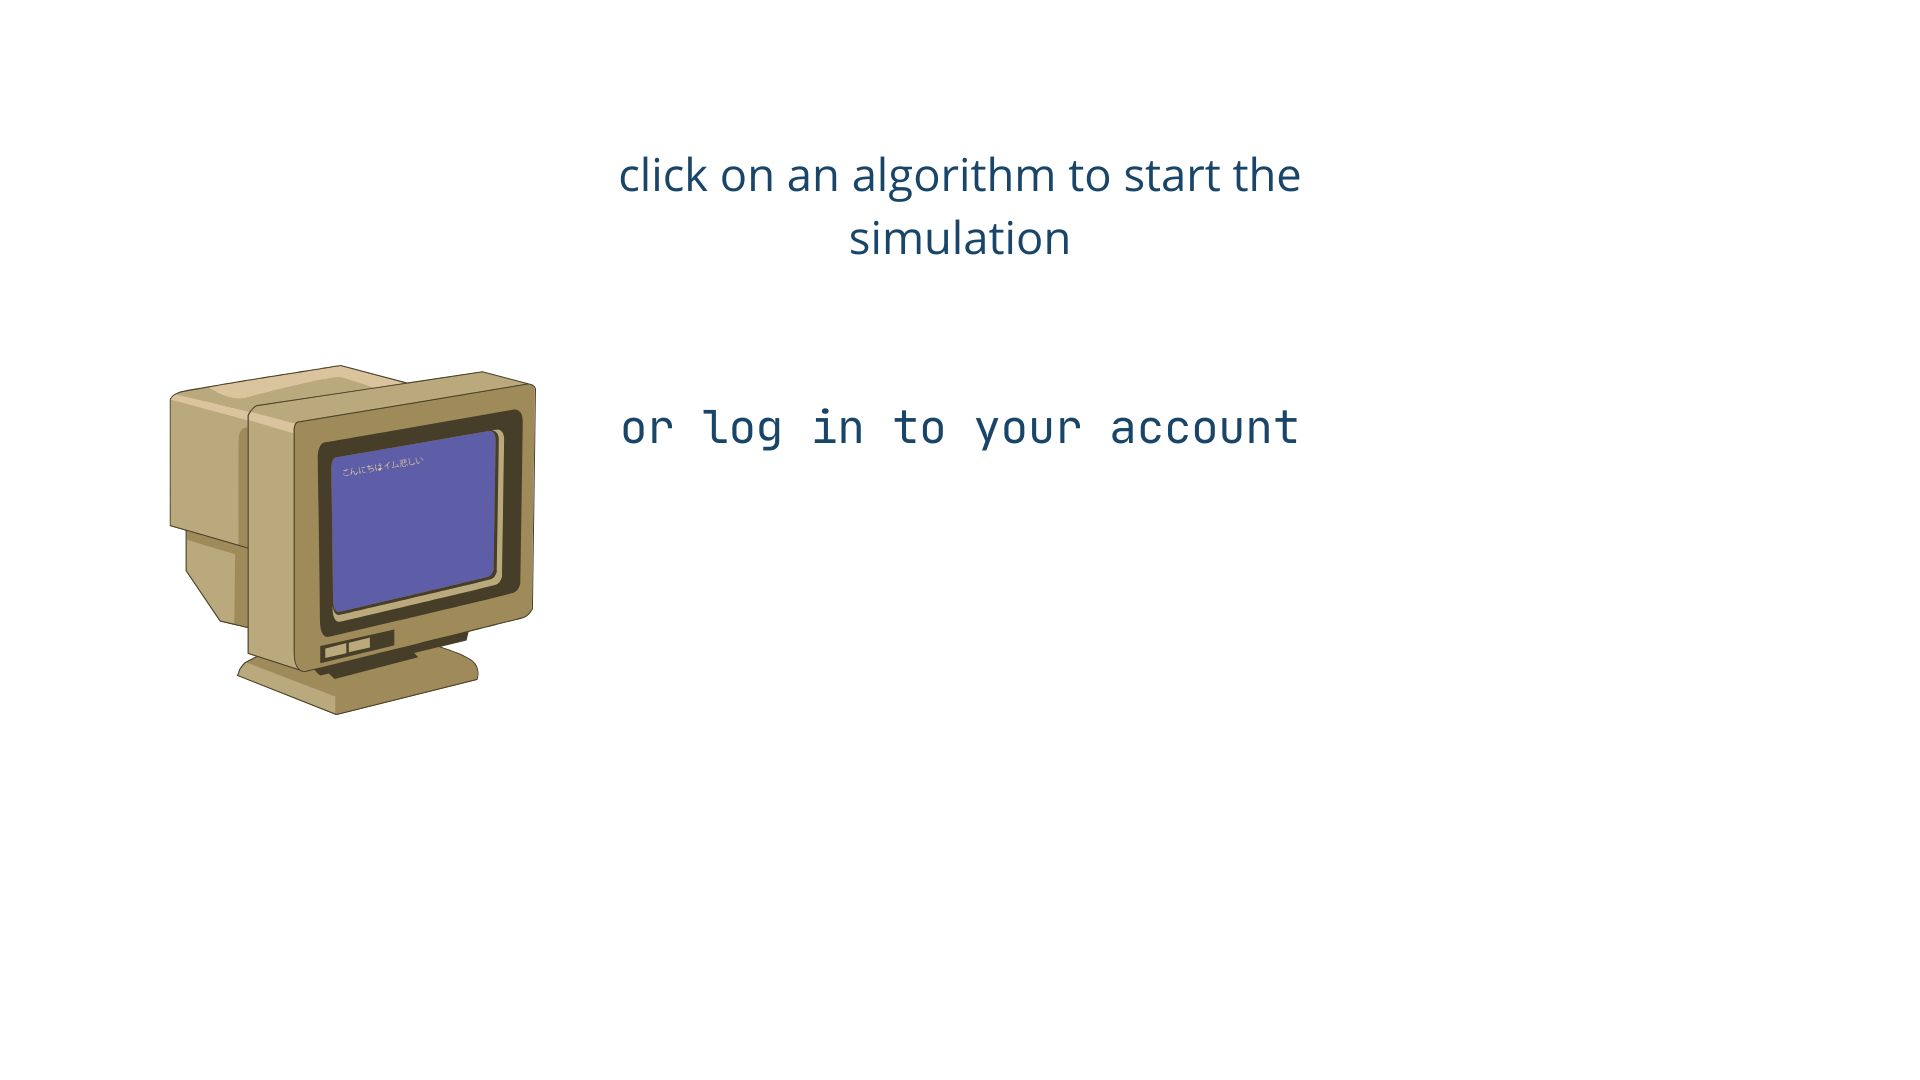 click on an algorithm to start the
simulation
or log in to your account
こんにちはイム悲しい